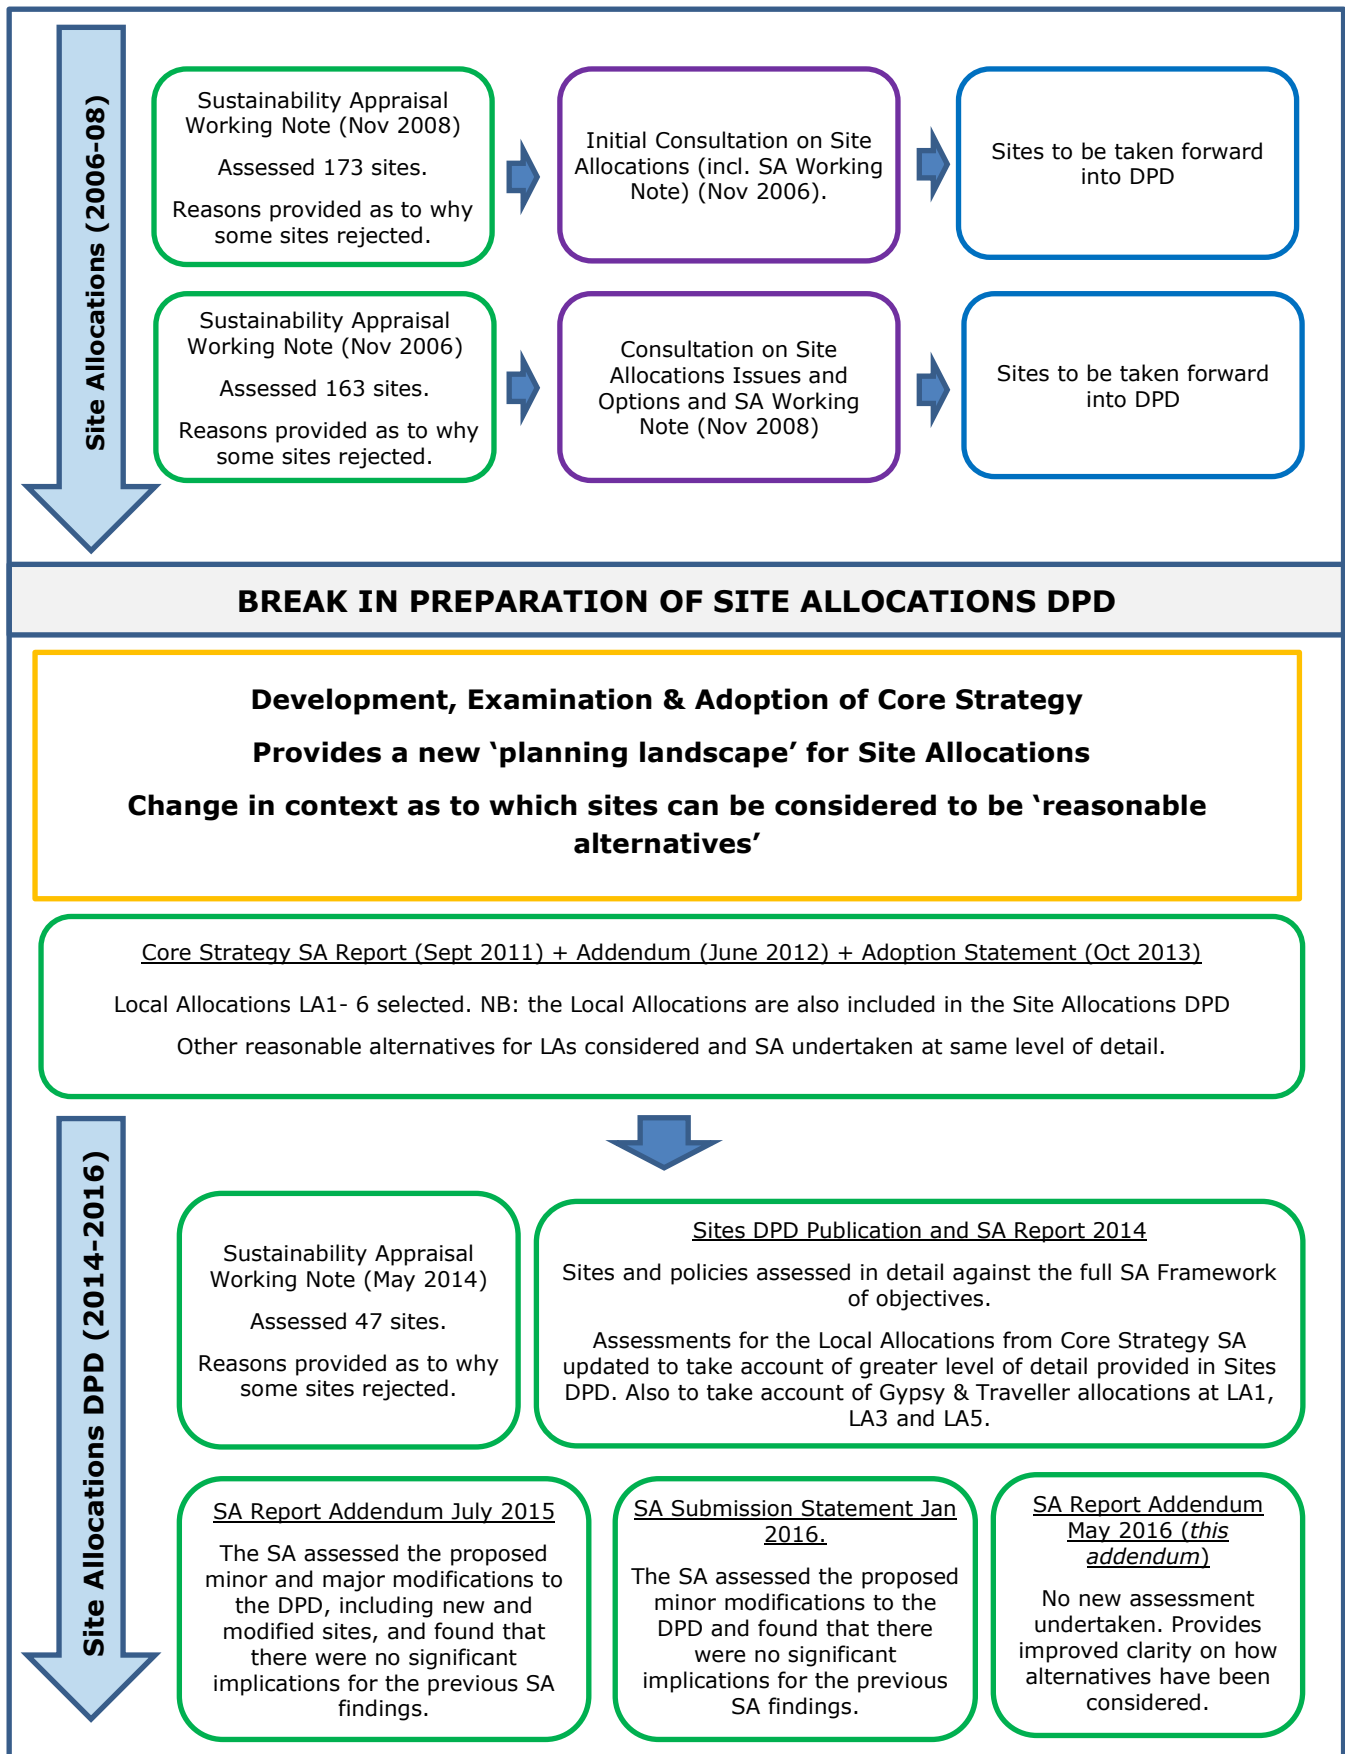 Site Allocations (2006-08)
Sustainability Appraisal
Working Note (Nov 2008)
Assessed 173 sites.
Reasons provided as to why
some sites rejected.
Initial Consultation on Site
Allocations (incl. SA Working
Note) (Nov 2006).
Sites to be taken forward
into DPD
Sustainability Appraisal
Working Note (Nov 2006)
Assessed 163 sites.
Reasons provided as to why
some sites rejected.
Consultation on Site
Allocations Issues and
Options and SA Working
Note (Nov 2008)
Sites to be taken forward
into DPD
BREAK IN PREPARATION OF SITE ALLOCATIONS DPD
Development, Examination & Adoption of Core Strategy
Provides a new ‘planning landscape’ for Site Allocations
Change in context as to which sites can be considered to be ‘reasonable
alternatives’
Core Strategy SA Report (Sept 2011) + Addendum (June 2012) + Adoption Statement (Oct 2013)
Local Allocations LA1- 6 selected. NB: the Local Allocations are also included in the Site Allocations DPD
Other reasonable alternatives for LAs considered and SA undertaken at same level of detail.
Site Allocations DPD (2014-2016)
Sustainability Appraisal
Working Note (May 2014)
Assessed 47 sites.
Reasons provided as to why
some sites rejected.
Sites DPD Publication and SA Report 2014
Sites and policies assessed in detail against the full SA Framework
of objectives.
Assessments for the Local Allocations from Core Strategy SA
updated to take account of greater level of detail provided in Sites
DPD. Also to take account of Gypsy & Traveller allocations at LA1,
LA3 and LA5.
SA Report Addendum July 2015
The SA assessed the proposed
minor and major modifications to
the DPD, including new and
modified sites, and found that
there were no significant
implications for the previous SA
findings.
SA Submission Statement Jan
2016.
The SA assessed the proposed
minor modifications to the
DPD and found that there
were no significant
implications for the previous
SA findings.
SA Report Addendum
May 2016 (this
addendum)
No new assessment
undertaken. Provides
improved clarity on how
alternatives have been
considered.